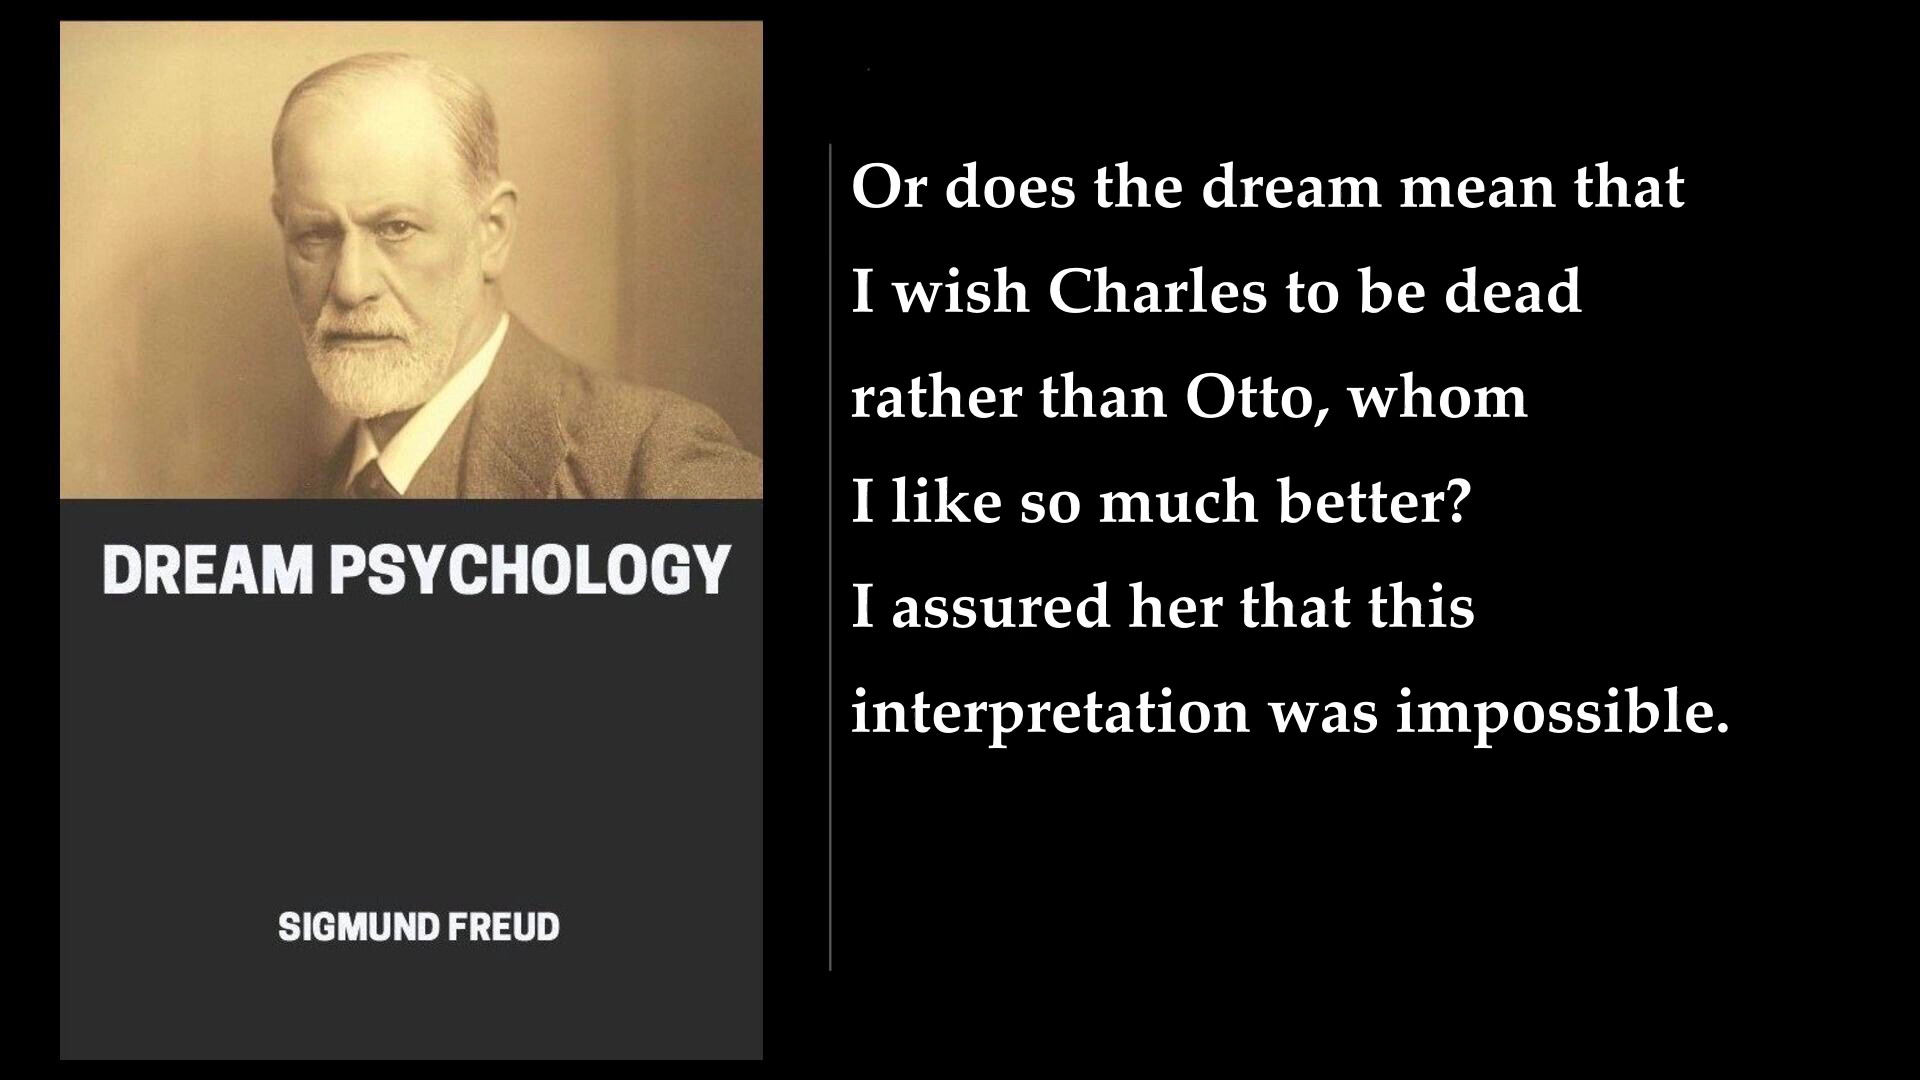 DREAM PSYCHOLOGY
SIGMUND FREUD
Or does the dream mean that
I wish Charles to be dead
rather than Otto, whom
I like so much better?
I assured her that this
interpretation was impossible.